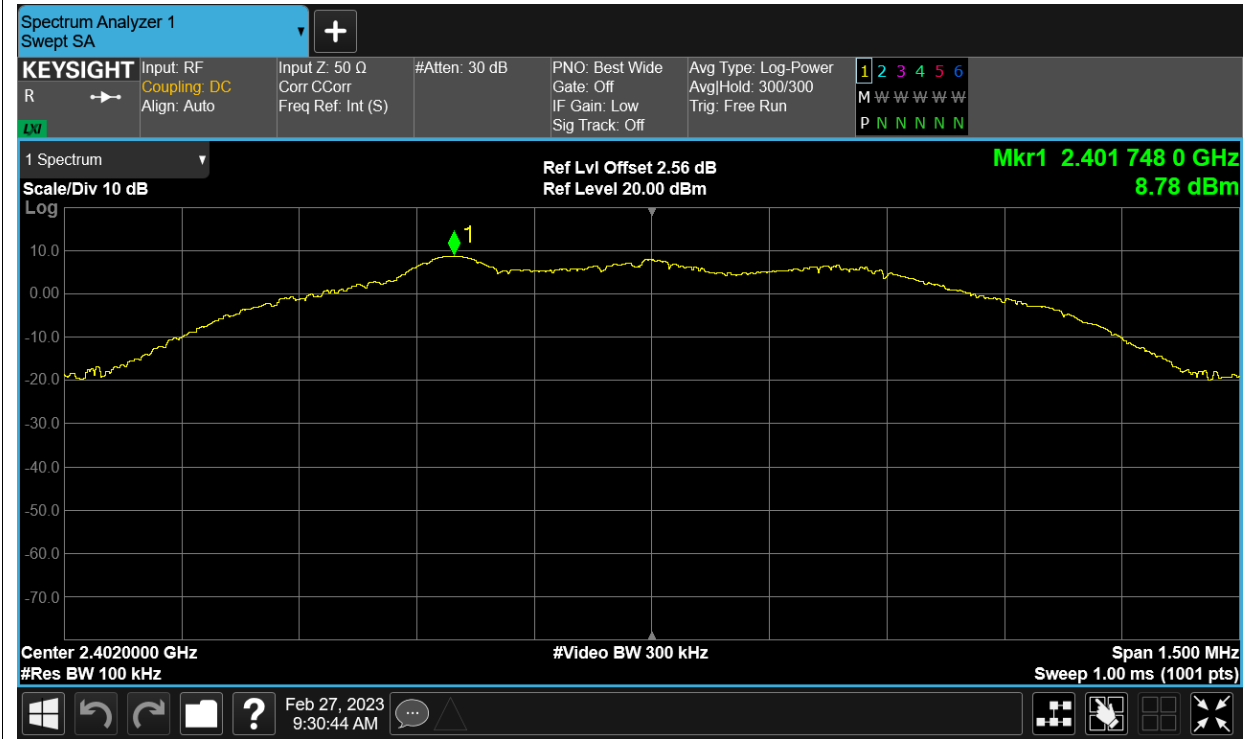 Spectrum Analyzer 1
Swept SA
+
KEYSIGHT
R
LXI
Input: RF
Coupling: DC
Align: Auto
Input Z: 50 Ω
Corr CCorr
Freq Ref: Int (S)
#Atten: 30 dB
PNO: Best Wide
Gate: Off
IF Gain: Low
Sig Track: Off
Avg Type: Log-Power
Avg|Hold: 300/300
Trig: Free Run
1 2 3 4 5 6
M W W W W W
P N N N N N
1 Spectrum
Scale/Div 10 dB
Log
Ref Lvl Offset 2.56 dB
Ref Level 20.00 dBm
Mkr1 2.401 748 0 GHz
8.78 dBm
1
10.0
0.00
-10.0
-20.0
-30.0
-40.0
-50.0
-60.0
-70.0
Center 2.4020000 GHz
#Res BW 100 kHz
#Video BW 300 kHz
Span 1.500 MHz
Sweep 1.00 ms (1001 pts)
?
Feb 27, 2023
9:30:44 AM